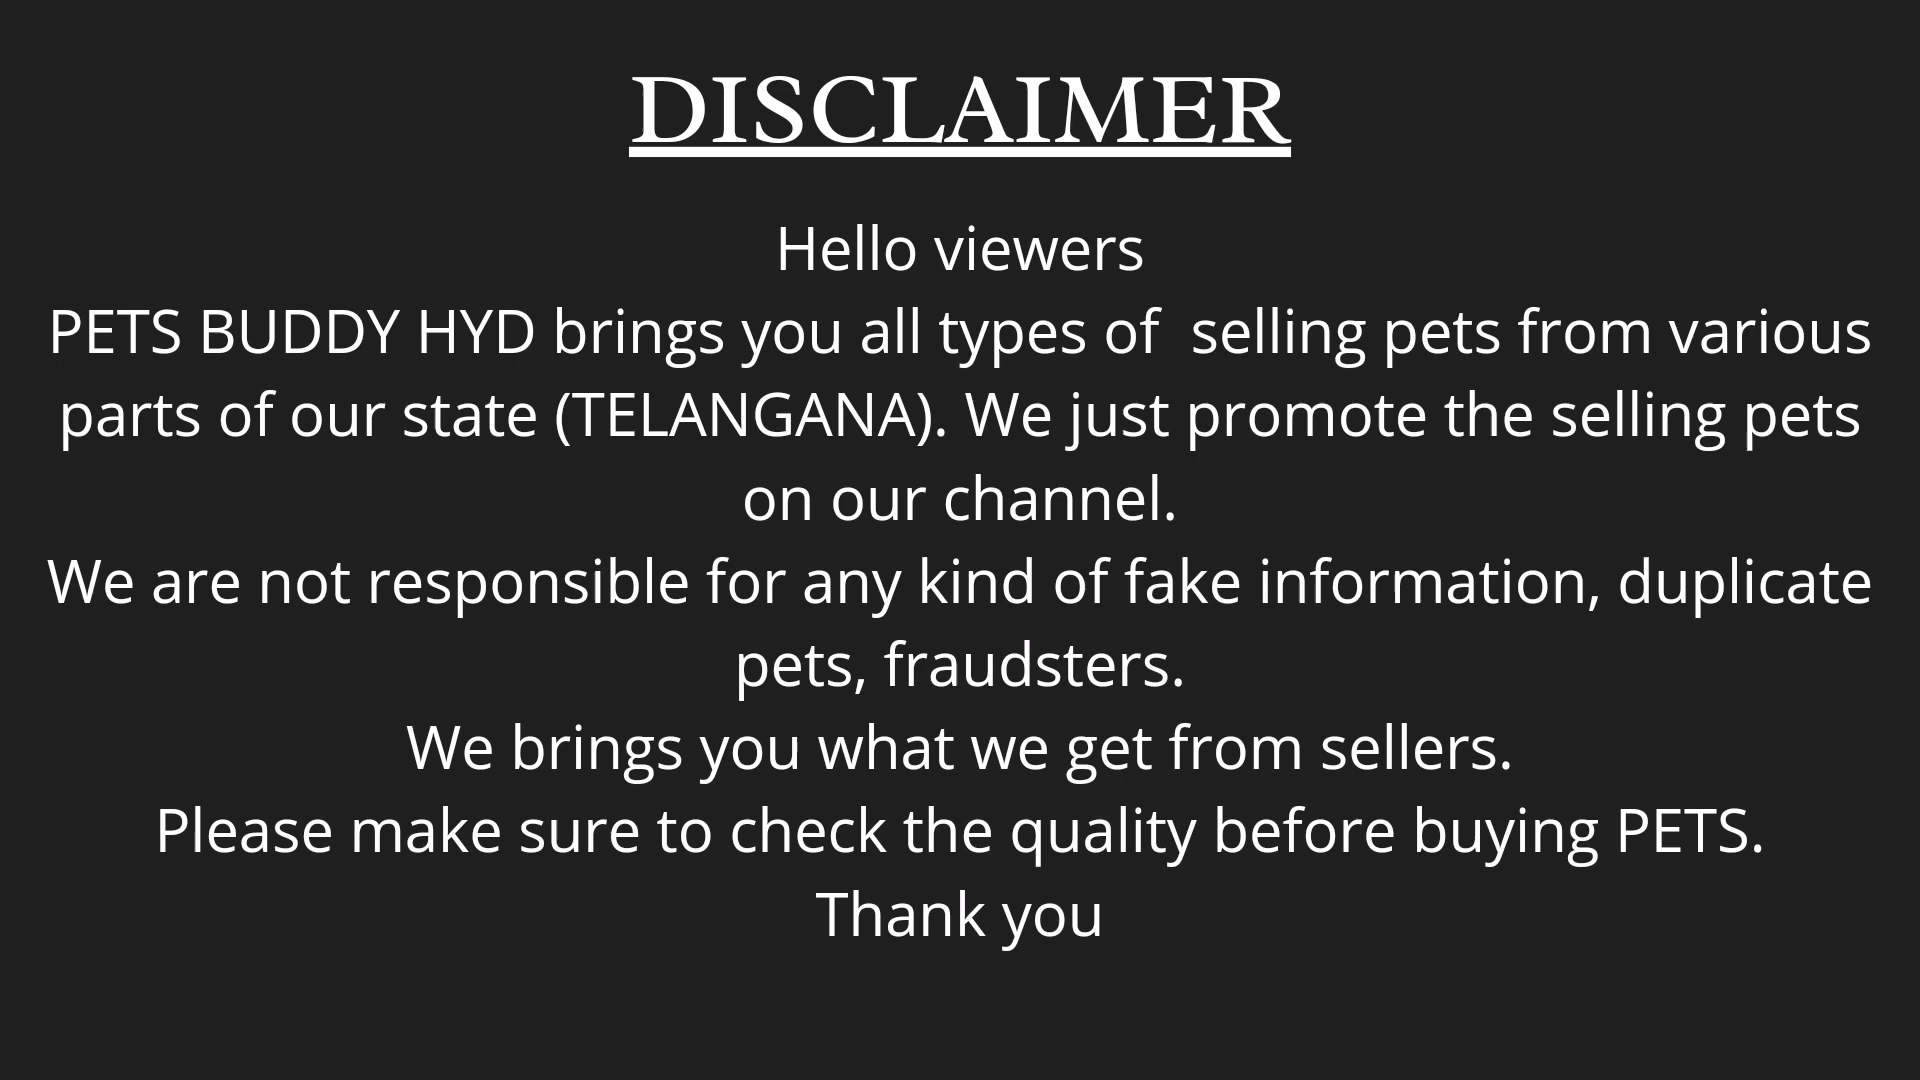 DISCLAIMER
Hello viewers
PETS BUDDY HYD brings you all types of  selling pets from various
parts of our state (TELANGANA). We just promote the selling pets
on our channel.
We are not responsible for any kind of fake information, duplicate
pets, fraudsters.
We brings you what we get from sellers.
Please make sure to check the quality before buying PETS.
Thank you